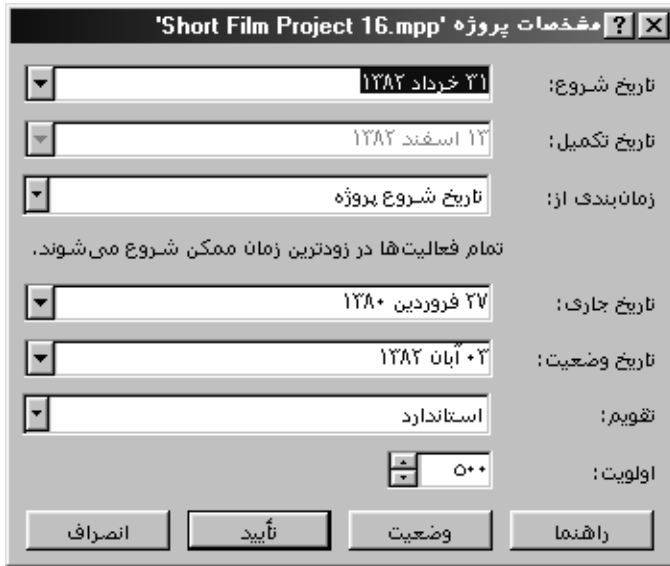 مشخصات پروژه 'Short Film Project 16.mpp'
تاریخ شروع: ۳۱ خرداد ۱۳۸۲
تاریخ تکمیل: ۱۳ اسفند ۱۳۸۲
زمان‌بندی از: تاریخ شروع پروژه
تمام فعالیت‌ها در زودترین زمان ممکن شروع می‌شوند.
تاریخ جاری: ۲۷ فروردین ۱۳۸۰
تاریخ وضعیت: ۰۳ آبان ۱۳۸۲
تقویم: استاندارد
اولویت: ۵۰۰
راهنما وضعیت تأیید انصراف